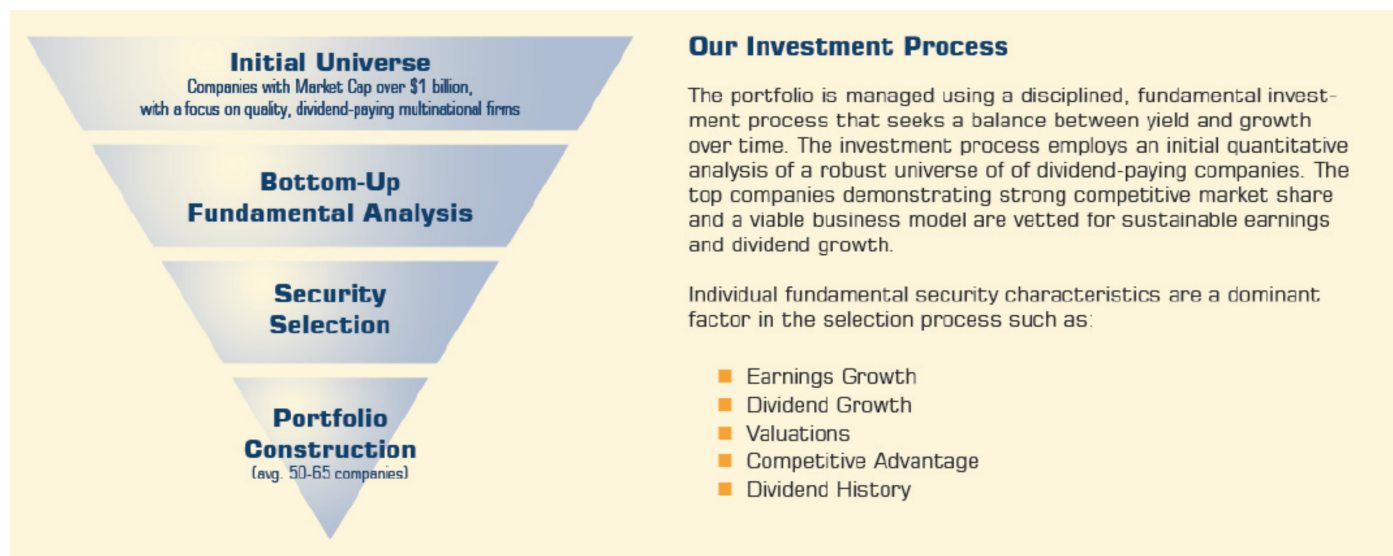 Initial Universe
Companies with Market Cap over $1 billion,
with a focus on quality, dividend-paying multinational firms
Bottom-Up
Fundamental Analysis
Security
Selection
Portfolio
Construction
(avg. 50-65 companies)
Our Investment Process
The portfolio is managed using a disciplined, fundamental invest-
ment process that seeks a balance between yield and growth
over time. The investment process employs an initial quantitative
analysis of a robust universe of of dividend-paying companies. The
top companies demonstrating strong competitive market share
and a viable business model are vetted for sustainable earnings
and dividend growth.
Individual fundamental security characteristics are a dominant
factor in the selection process such as:
Earnings Growth
Dividend Growth
Valuations
Competitive Advantage
Dividend History